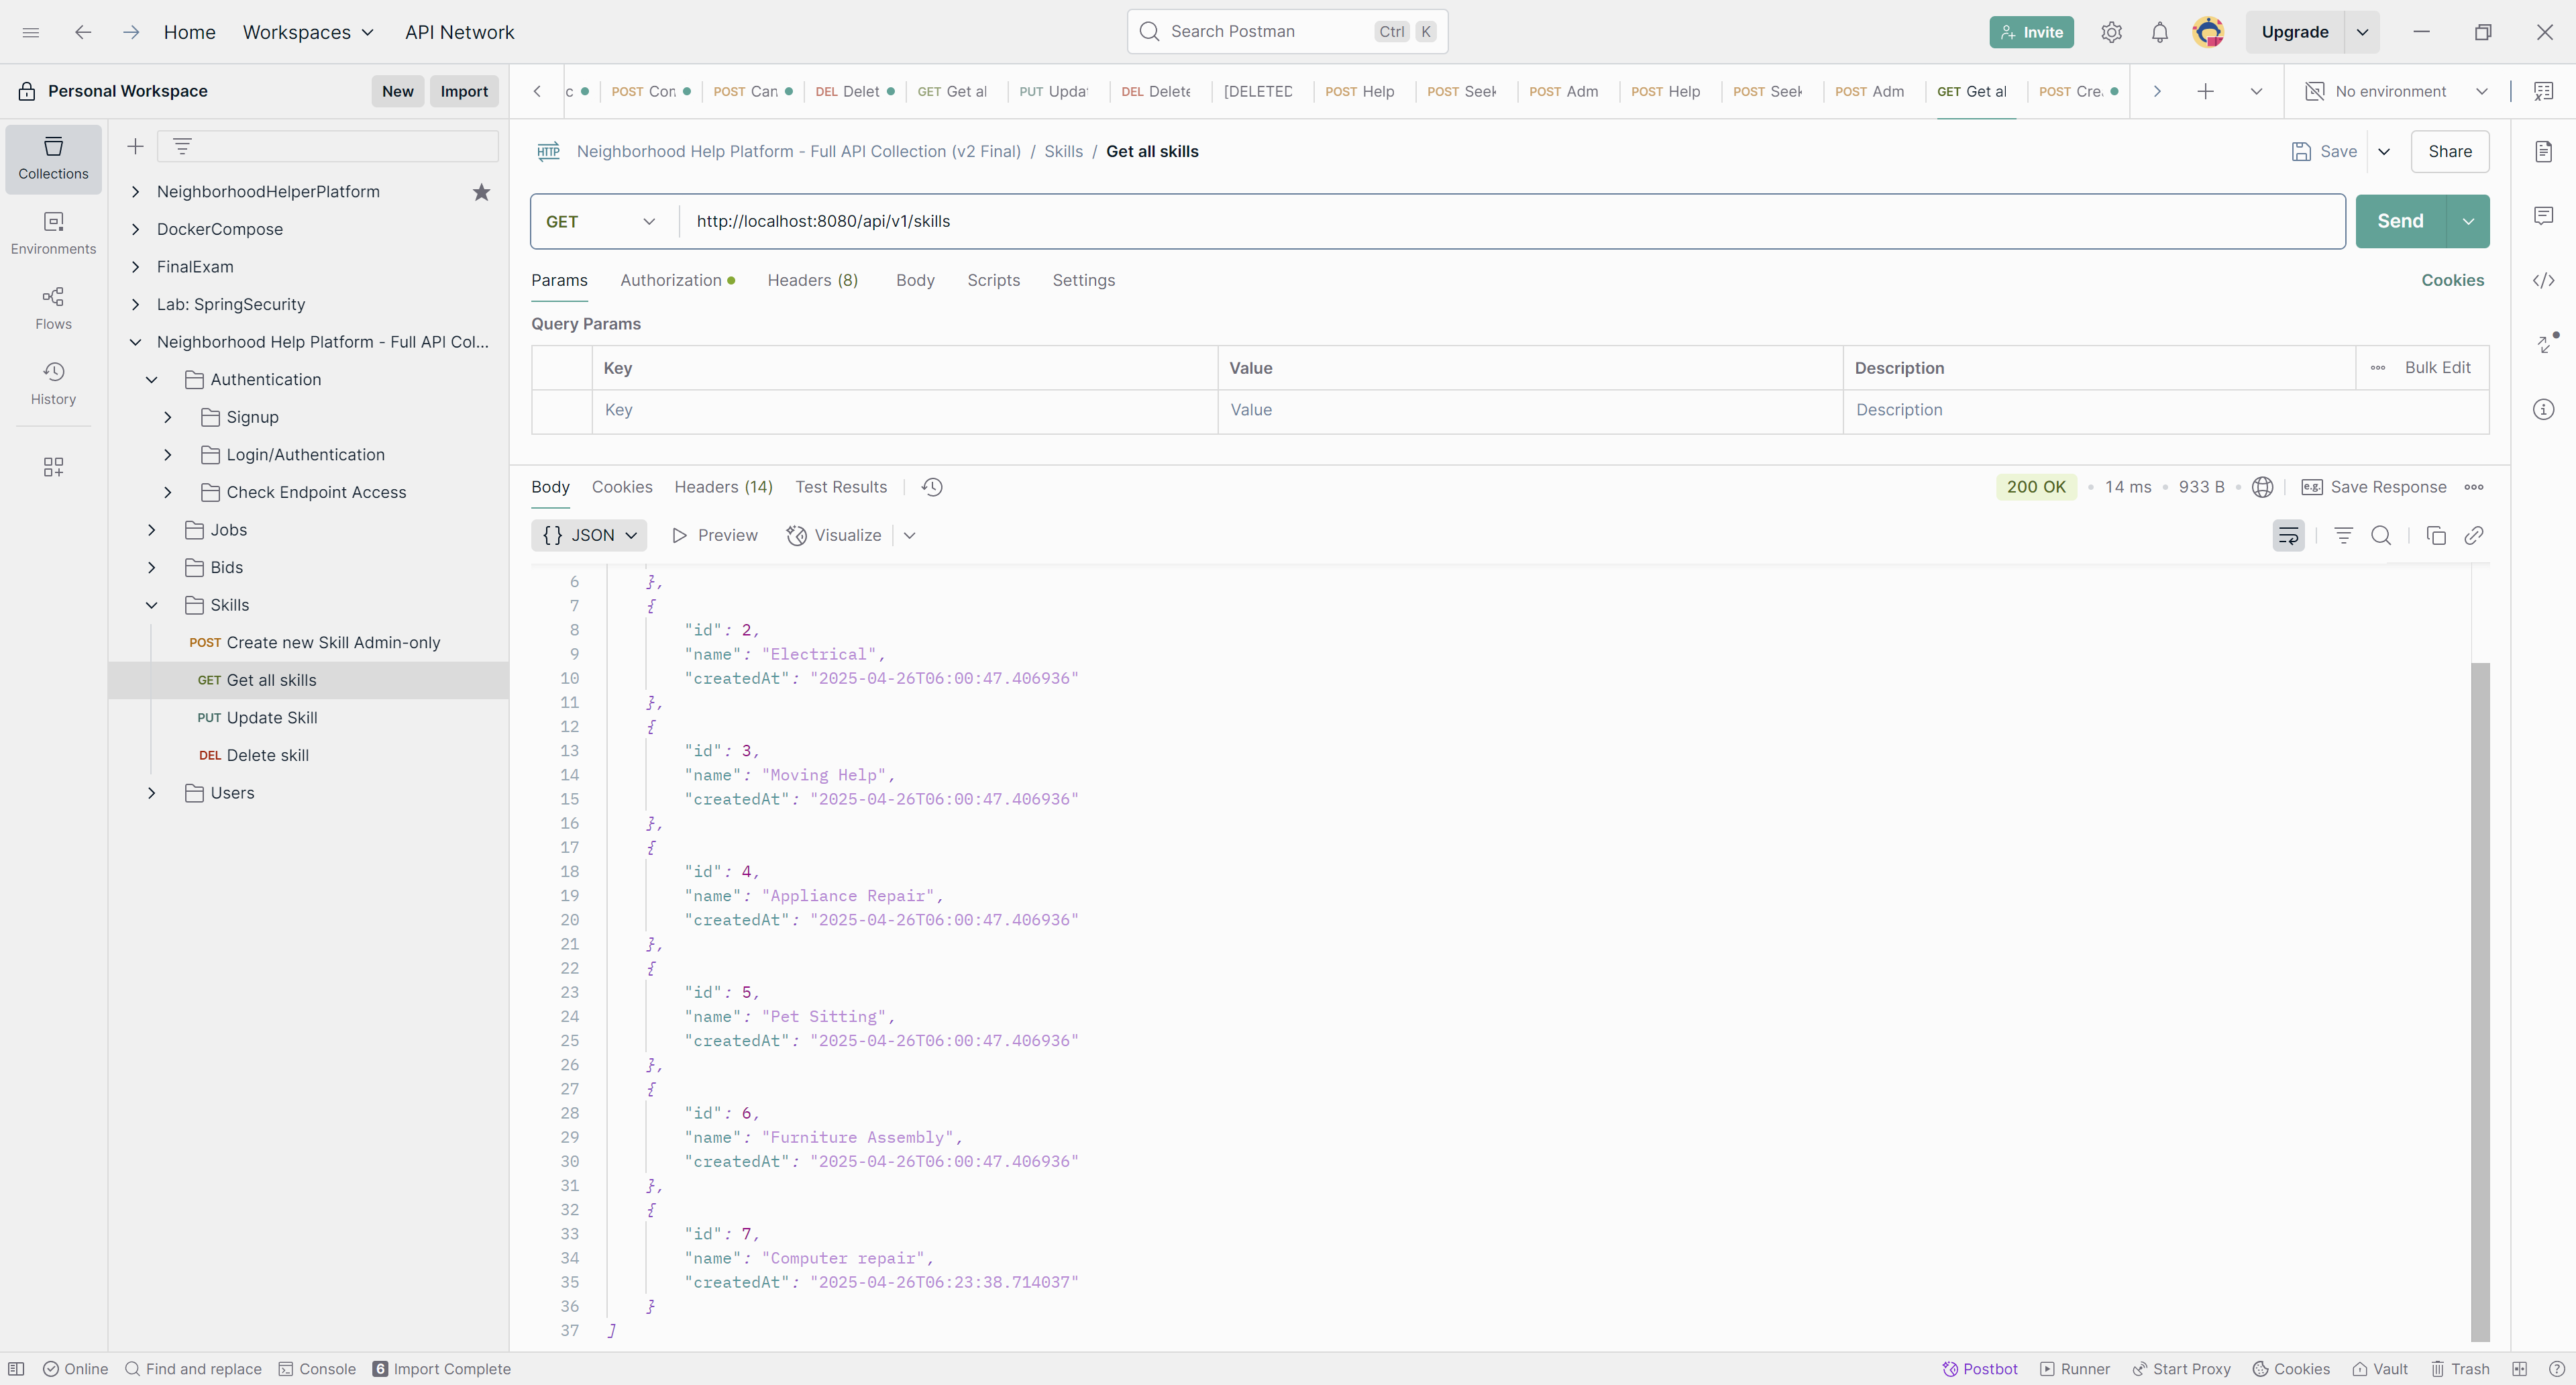 Home Workspaces API Network Search Postman Ctrl K Invite Upgrade
Personal Workspace New Import
c POST Con POST Can DEL Delet GET Get al PUT Upda DEL Delete [DELETED POST Help POST Seek POST Adm POST Help POST Seek POST Adm GET Get al POST Cre No environment
Collections
Environments
Flows
History
NeighborhoodHelperPlatform
DockerCompose
FinalExam
Lab: SpringSecurity
Neighborhood Help Platform - Full API Col...
Authentication
Signup
Login/Authentication
Check Endpoint Access
Jobs
Bids
Skills
POST Create new Skill Admin-only
GET Get all skills
PUT Update Skill
DEL Delete skill
Users
HTTP Neighborhood Help Platform - Full API Collection (v2 Final) / Skills / Get all skills Save Share
GET http://localhost:8080/api/v1/skills Send
Params Authorization Headers (8) Body Scripts Settings Cookies
Query Params
Key Value Description Bulk Edit
Key Value Description
Body Cookies Headers (14) Test Results 200 OK 14 ms 933 B e.g. Save Response
{} JSON Preview Visualize
6 },
7 {
8 "id": 2,
9 "name": "Electrical",
10 "createdAt": "2025-04-26T06:00:47.406936"
11 },
12 {
13 "id": 3,
14 "name": "Moving Help",
15 "createdAt": "2025-04-26T06:00:47.406936"
16 },
17 {
18 "id": 4,
19 "name": "Appliance Repair",
20 "createdAt": "2025-04-26T06:00:47.406936"
21 },
22 {
23 "id": 5,
24 "name": "Pet Sitting",
25 "createdAt": "2025-04-26T06:00:47.406936"
26 },
27 {
28 "id": 6,
29 "name": "Furniture Assembly",
30 "createdAt": "2025-04-26T06:00:47.406936"
31 },
32 {
33 "id": 7,
34 "name": "Computer repair",
35 "createdAt": "2025-04-26T06:23:38.714037"
36 }
37 ]
Online Find and replace Console 6 Import Complete Postbot Runner Start Proxy Cookies Vault Trash